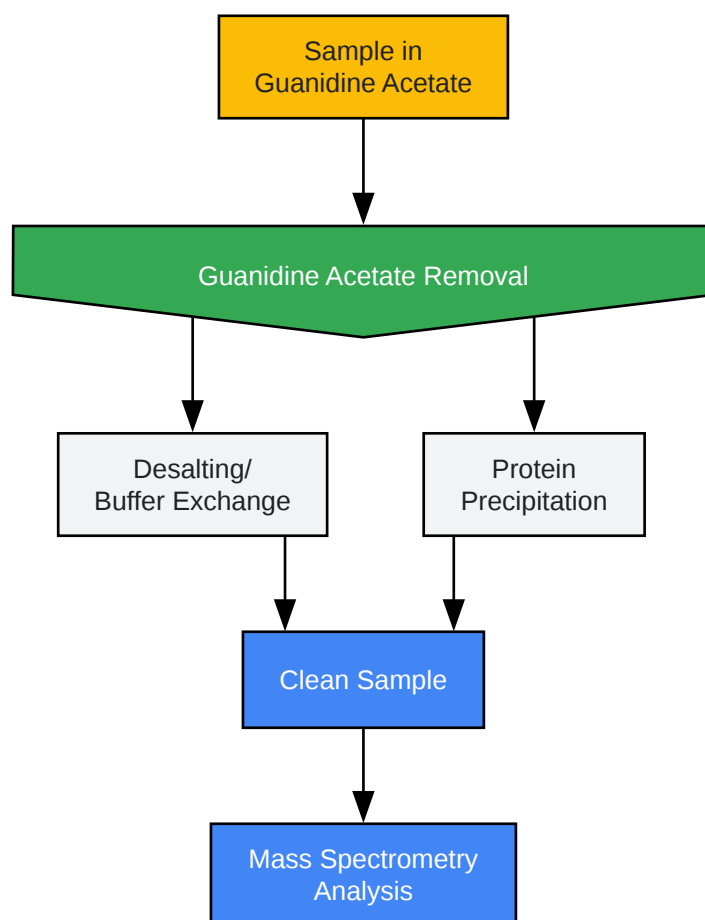 Sample in
Guanidine Acetate
Guanidine Acetate Removal
Desalting/
Buffer Exchange
Protein
Precipitation
Clean Sample
Mass Spectrometry
Analysis